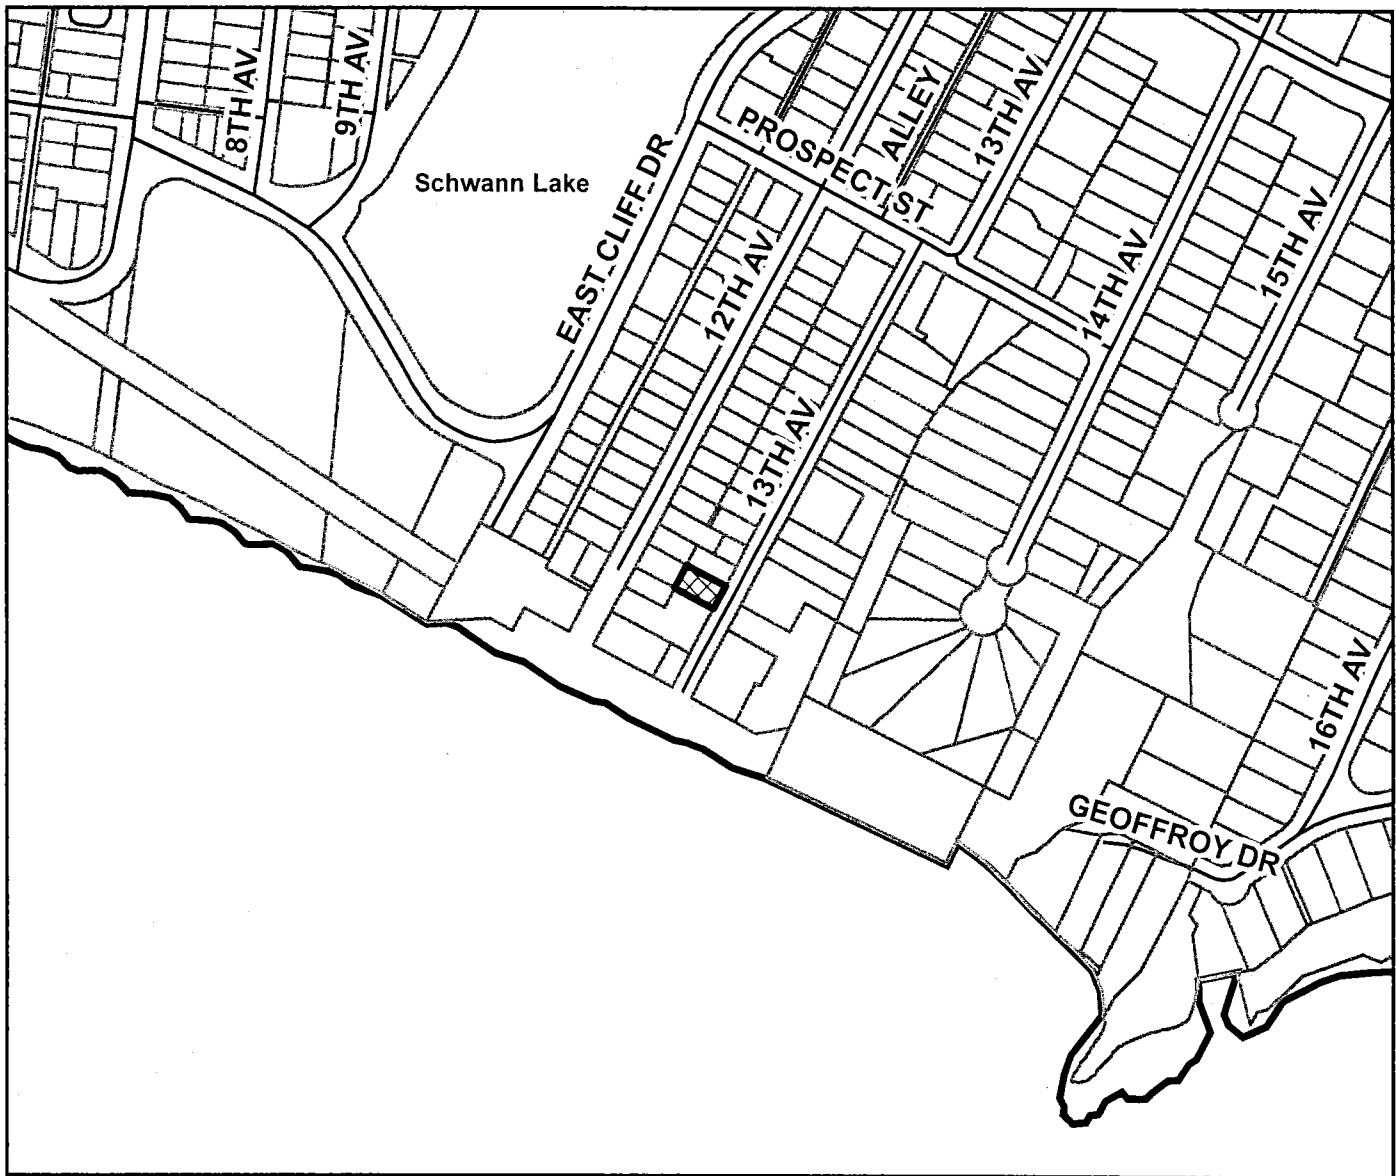 8TH AV
9TH AV
ALLEY
13TH AV
PROSPECT ST
Schwann Lake
EAST CLIFF DR
12TH AV
14TH AV
15TH AV
13TH AV
16TH AV
GEOFFROY DR